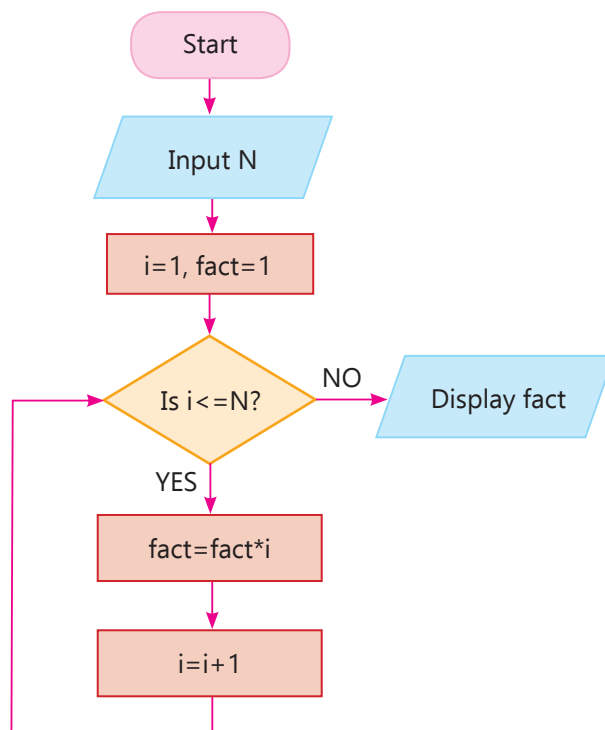 Start
Input N
i=1, fact=1
Is i<=N?
NO
Display fact
YES
fact=fact*i
i=i+1